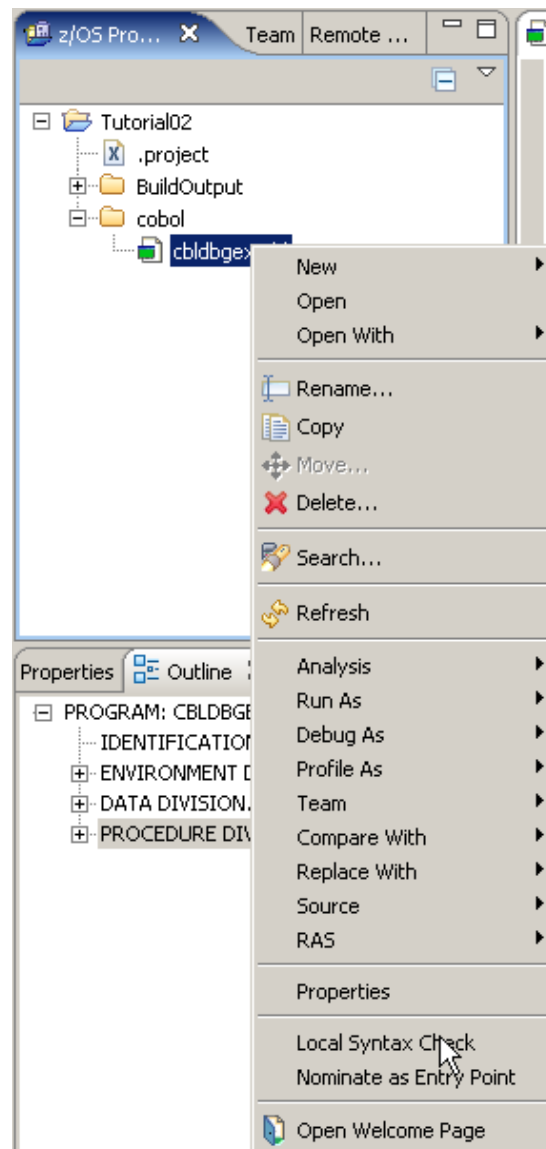 z/OS Pro... Team Remote ...
Tutorial02
.project
BuildOutput
cobol
New
Open
Open With
Rename...
Copy
Move...
Delete...
Search...
Refresh
Properties Outline
PROGRAM:
ENVIRONMENT
DATA DIVISION.
PROCEDURE
Analysis
Run As
Debug As
Profile As
Team
Compare With
Replace With
Source
RAS
Properties
Local Syntax Check
Nominate as Entry Point
Open Welcome Page